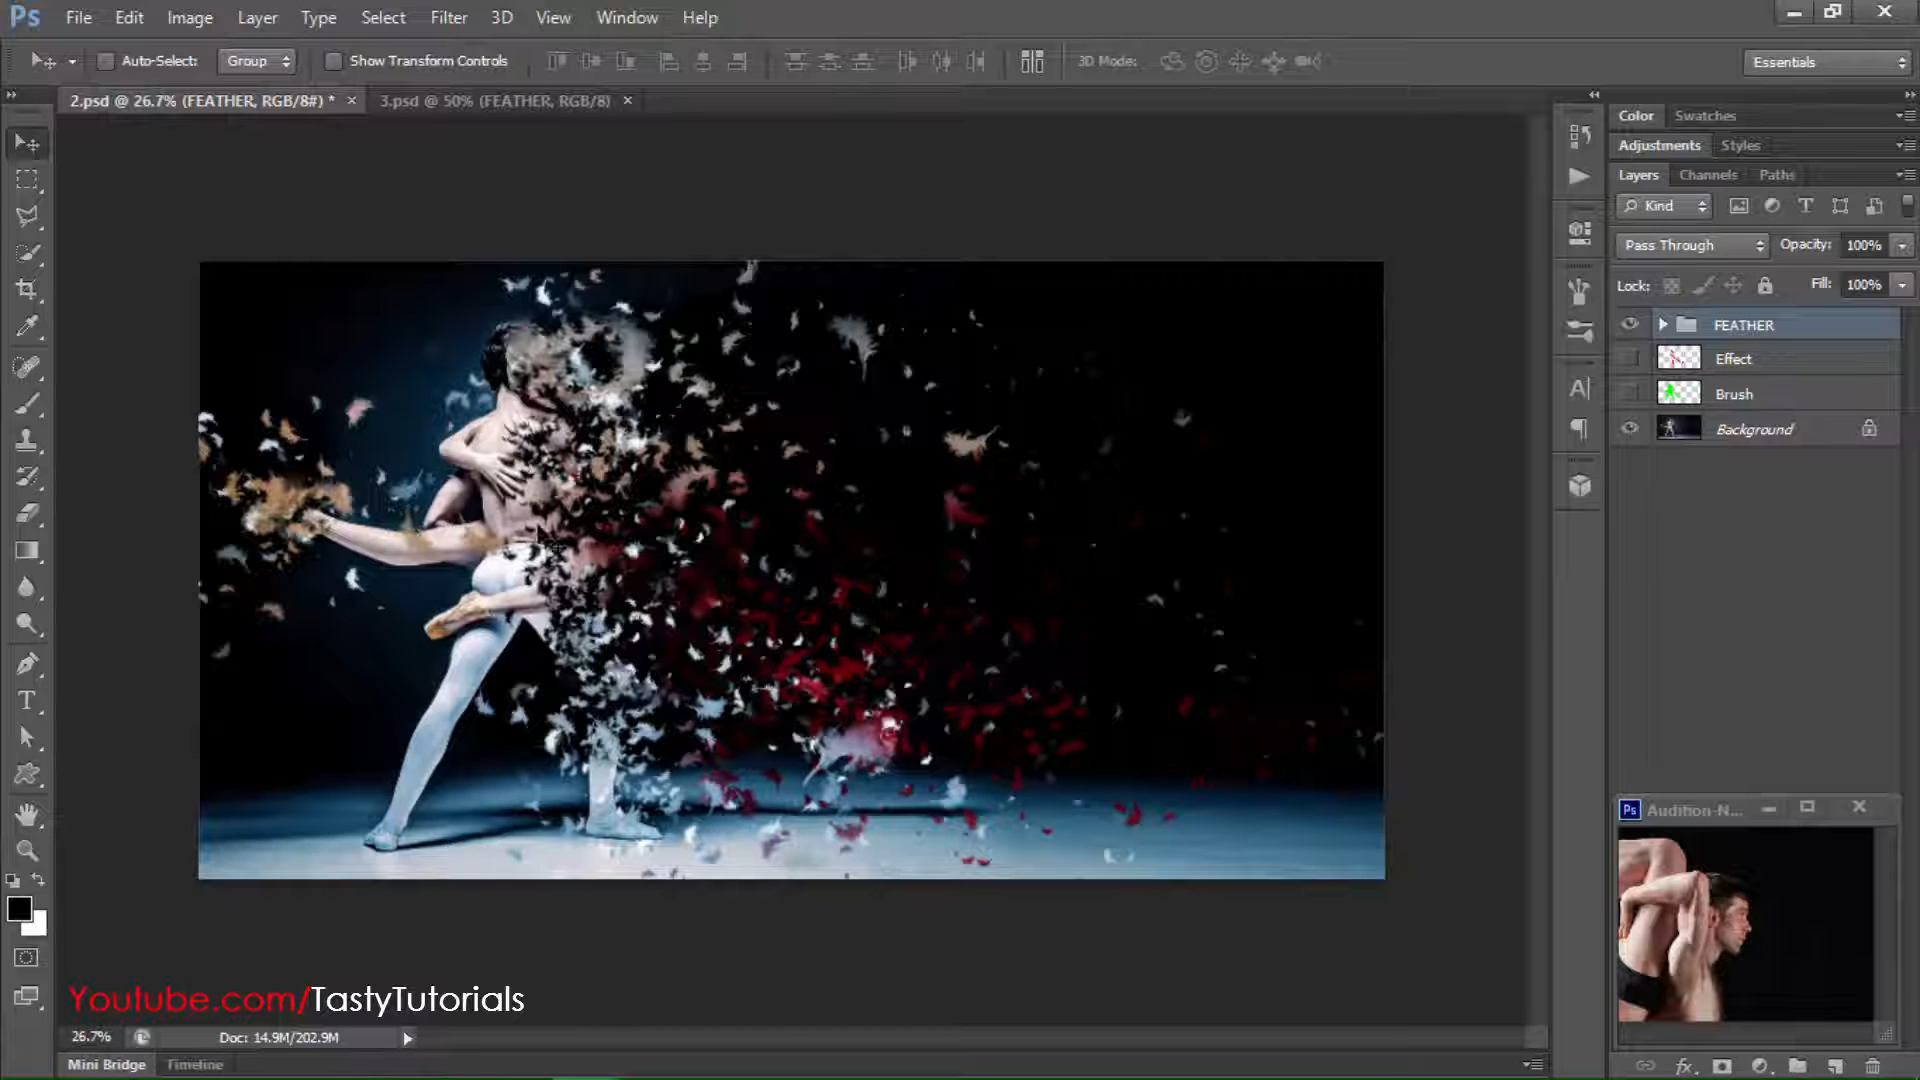 Ps File Edit Image Layer Type Select Filter 3D View Window Help
Auto-Select: Group Show Transform Controls 3D Mode: Essentials
2.psd @ 26.7% (FEATHER, RGB/8#) * × 3.psd @ 50% (FEATHER, RGB/8) ×
Color Swatches
Adjustments Styles
Layers Channels Paths
Kind
Pass Through Opacity: 100%
Lock: Fill: 100%
FEATHER
Effect
Brush
Background
Ps Audition-N...
Youtube.com/TastyTutorials
26.7% Doc: 14.9M/202.9M
Mini Bridge Timeline
fx